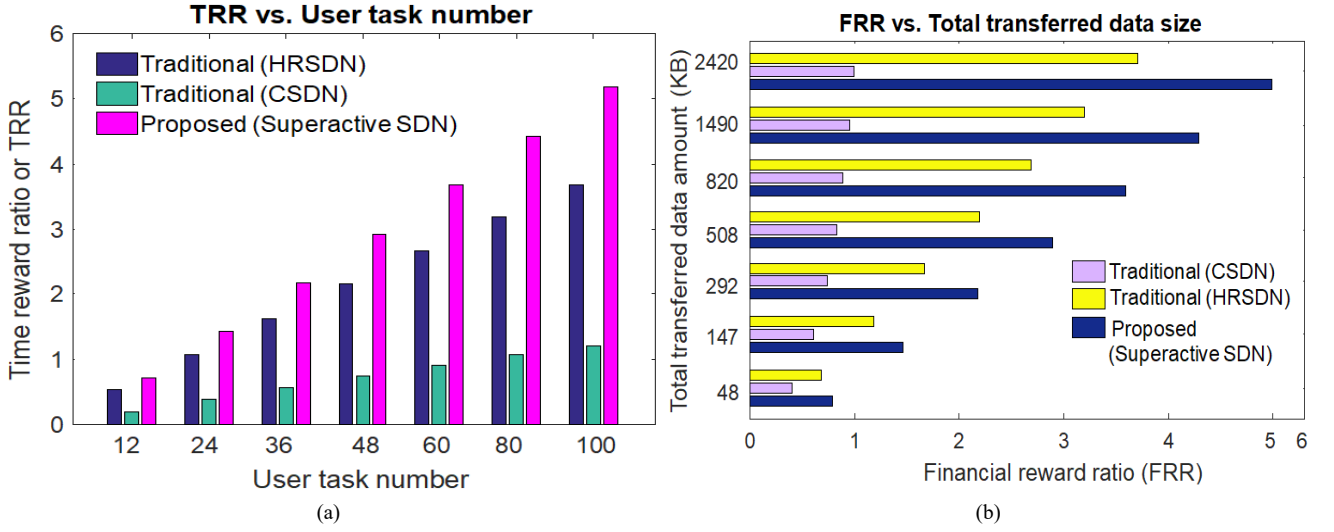 TRR vs. User task number
6
5
4
3
2
1
0
Time reward ratio or TRR
Traditional (HRSDN)
Traditional (CSDN)
Proposed (Superactive SDN)
12 24 36 48 60 80 100
User task number
(a)
FRR vs. Total transferred data size
Total transferred data amount (KB)
2420
1490
820
508
292
147
48
Traditional (CSDN)
Traditional (HRSDN)
Proposed
(Superactive SDN)
0 1 2 3 4 5 6
Financial reward ratio (FRR)
(b)